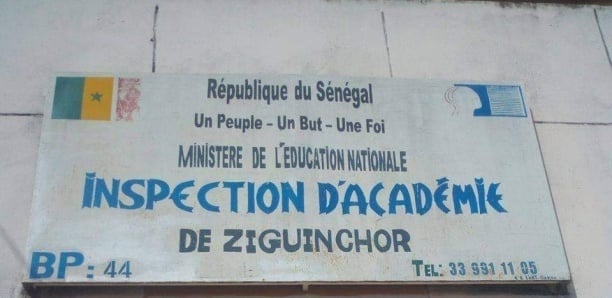 République du Sénégal
Un Peuple – Un But – Une Foi
MINISTERE DE L'EDUCATION NATIONALE
INSPECTION D'ACADÉMIE
DE ZIGUINCHOR
BP: 44
TEL: 33 991 11 05